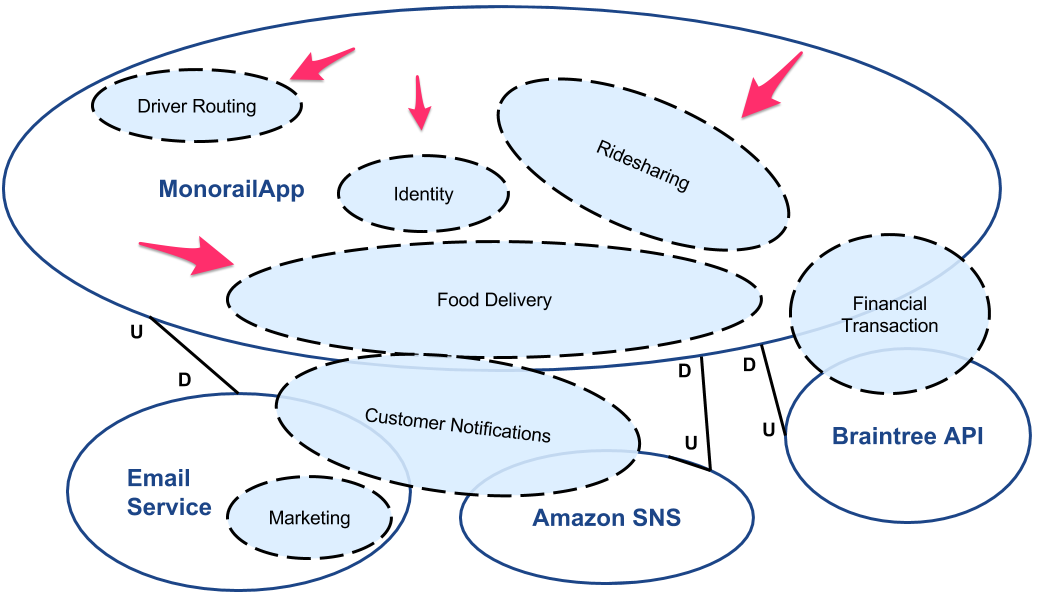 Driver Routing
Ridesharing
MonorailApp
Identity
Food Delivery
Financial
Transaction
U
D
D
D
U
U
Customer Notifications
Braintree API
Email
Service
Marketing
Amazon SNS